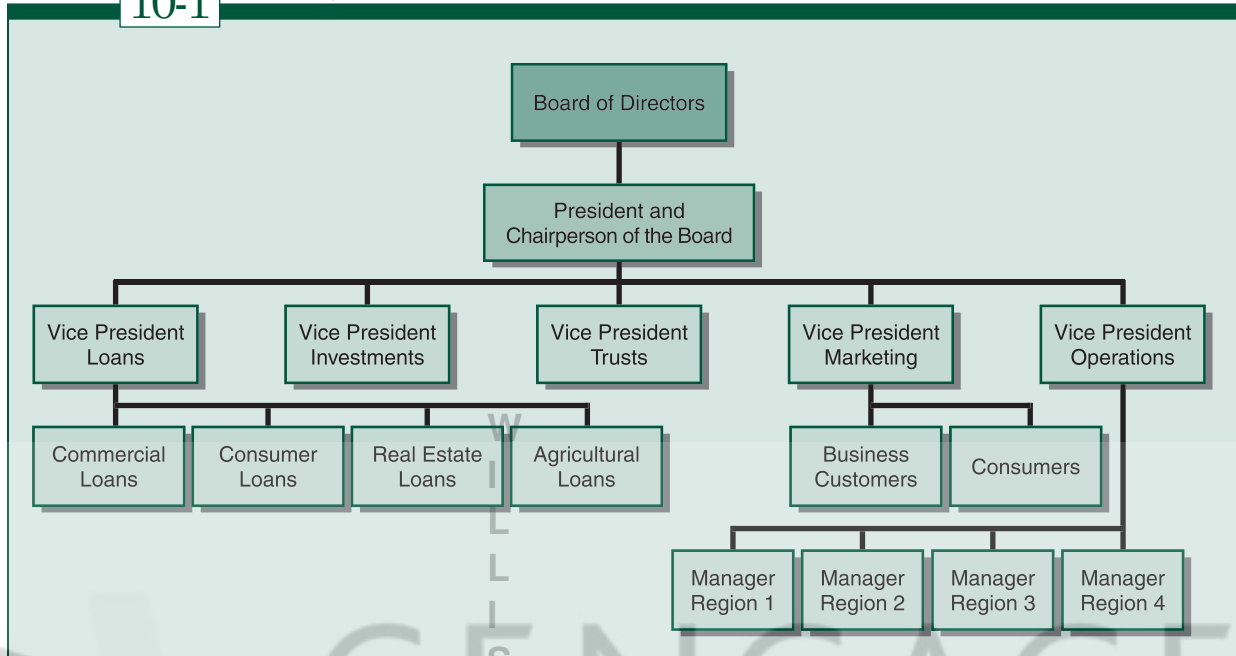 10-1
Board of Directors
President and
Chairperson of the Board
Vice President
Loans
Vice President
Investments
Vice President
Trusts
Vice President
Marketing
Vice President
Operations
Commercial
Loans
Consumer
Loans
Real Estate
Loans
Agricultural
Loans
Business
Customers
Consumers
Manager
Region 1
Manager
Region 2
Manager
Region 3
Manager
Region 4
W
I
L
L
I
S
CENGAGE